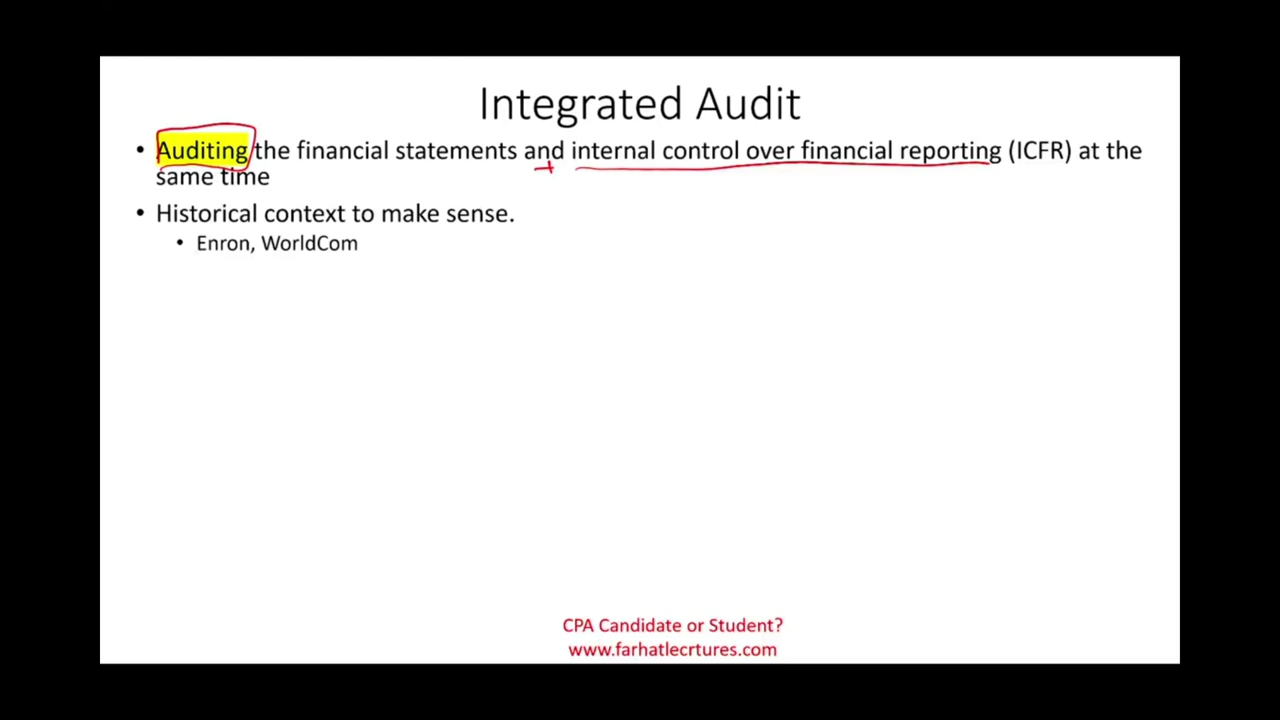 Integrated Audit
• Auditing the financial statements and internal control over financial reporting (ICFR) at the
same time
• Historical context to make sense.
• Enron, WorldCom
CPA Candidate or Student?
www.farhatlecrtures.com